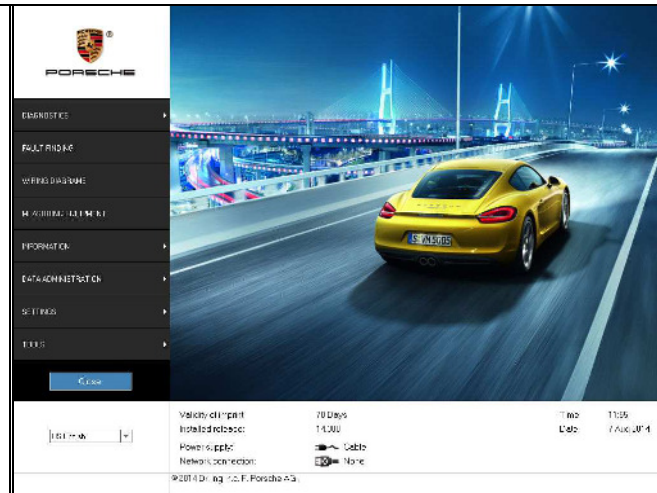 PORSCHE
DIAGNOSTICS
FAULT FINDING
WIRING DIAGRAMS
MEASURING EQUIPMENT
INFORMATION
DATA ADMINISTRATION
SETTINGS
TOOLS
Close
US English
Validity of imprint 70 Days
Installed release:
Power supply: Cable
Network connection: None
Time 11:55
Date 7 Aug 2014
©2014 Dr. Ing. h.c. F. Porsche AG